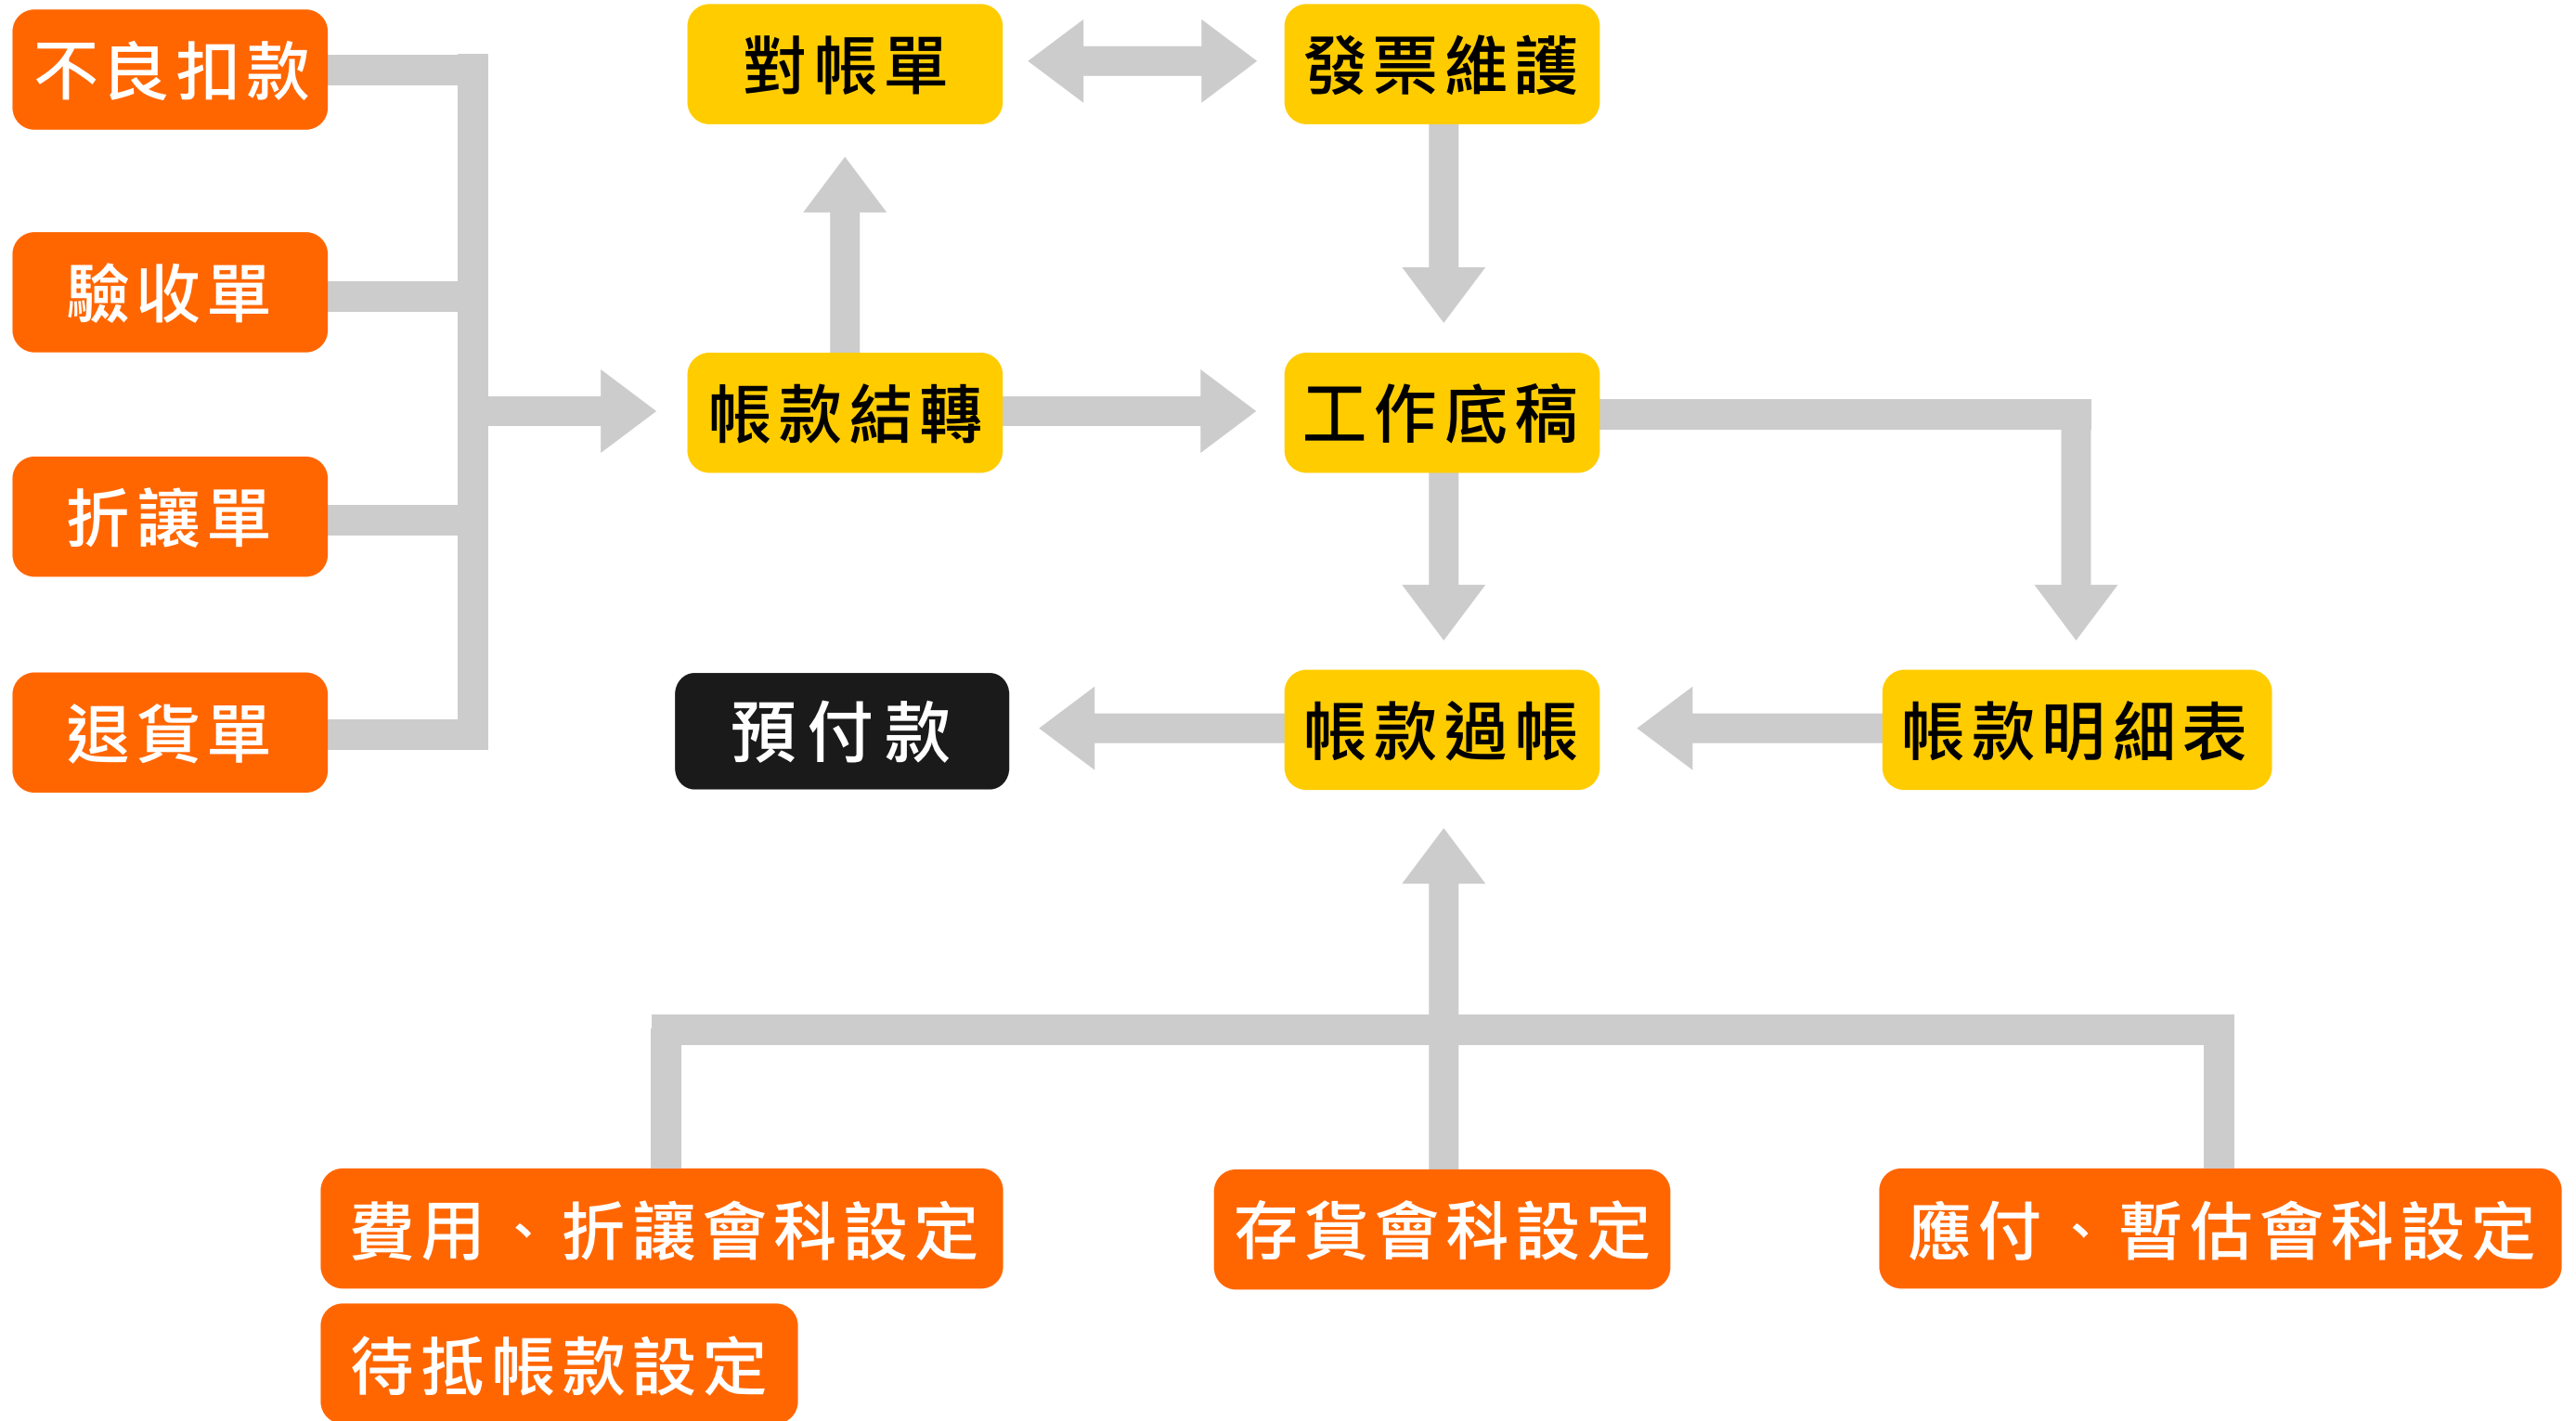 不良扣款
對帳單
發票維護
驗收單
帳款結轉
工作底稿
折讓單
退貨單
預付款
帳款過帳
帳款明細表
費用、折讓會科設定
存貨會科設定
應付、暫估會科設定
待抵帳款設定